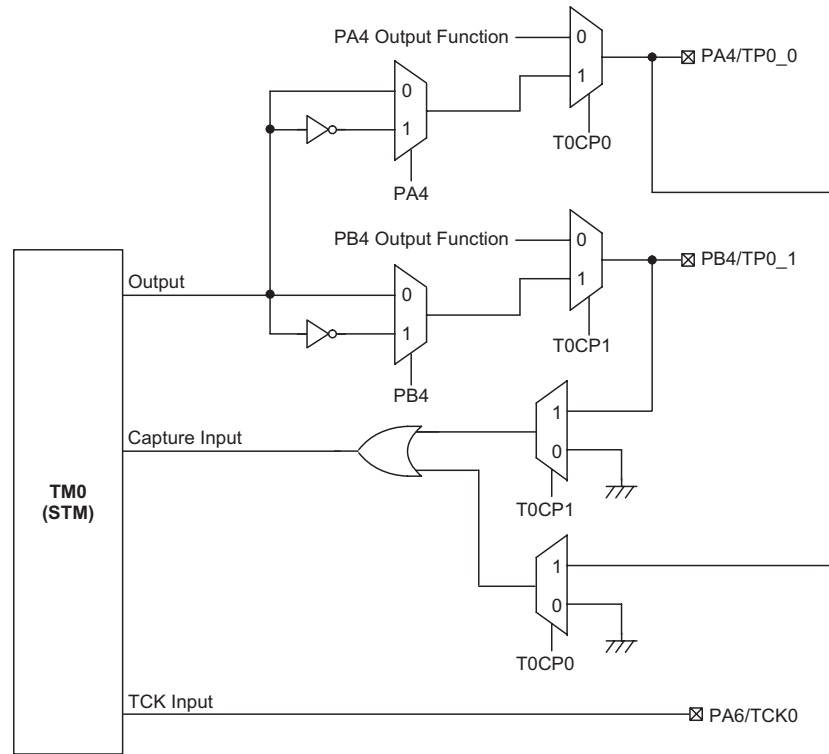 PA4 Output Function
0
1
PA4/TP0_0
T0CP0
0
1
PA4
PB4 Output Function
0
1
PB4/TP0_1
T0CP1
Output
0
1
PB4
Capture Input
1
0
T0CP1
TM0
(STM)
1
0
T0CP0
TCK Input
PA6/TCK0